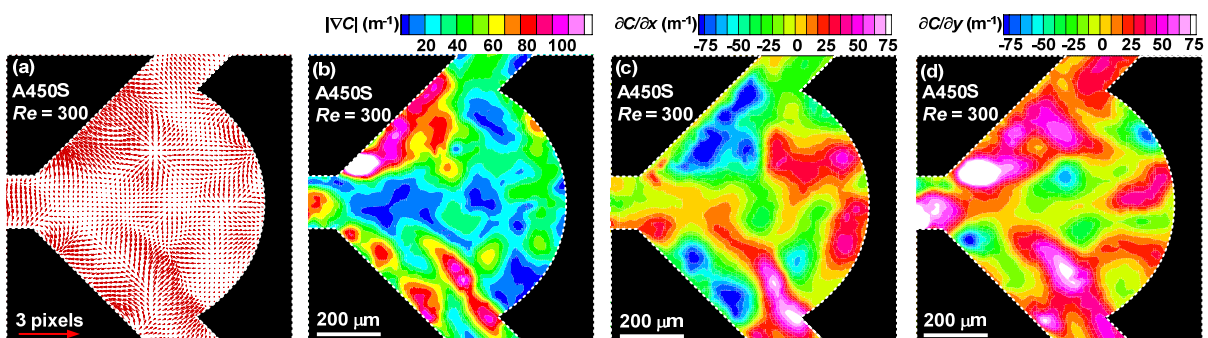 |∇C| (m⁻¹)
20 40 60 80 100
∂C/∂x (m⁻¹)
-75 -50 -25 0 25 50 75
∂C/∂y (m⁻¹)
-75 -50 -25 0 25 50 75
(a)
A450S
Re = 300
3 pixels
(b)
A450S
Re = 300
200 µm
(c)
A450S
Re = 300
200 µm
(d)
A450S
Re = 300
200 µm